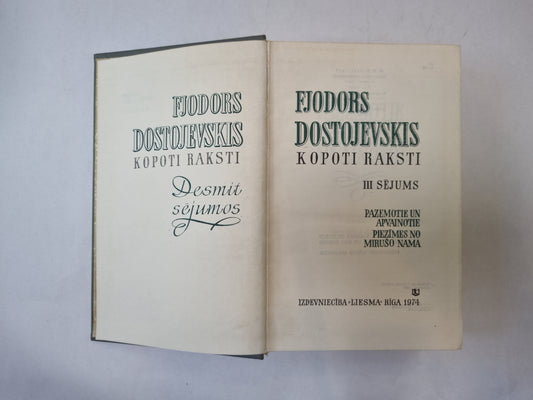 FJODORS
DOSTOJEVSKIS
KOPOTI RAKSTI
Desmit
sējumos
FJODORS
DOSTOJEVSKIS
KOPOTI RAKSTI
III SĒJUMS
PAZEMOTIE UN
APVAINOTIE
PIEZĪMES NO
MIRUŠO NAMA
IZDEVNIECĪBA «LIESMA» RĪGA 1974